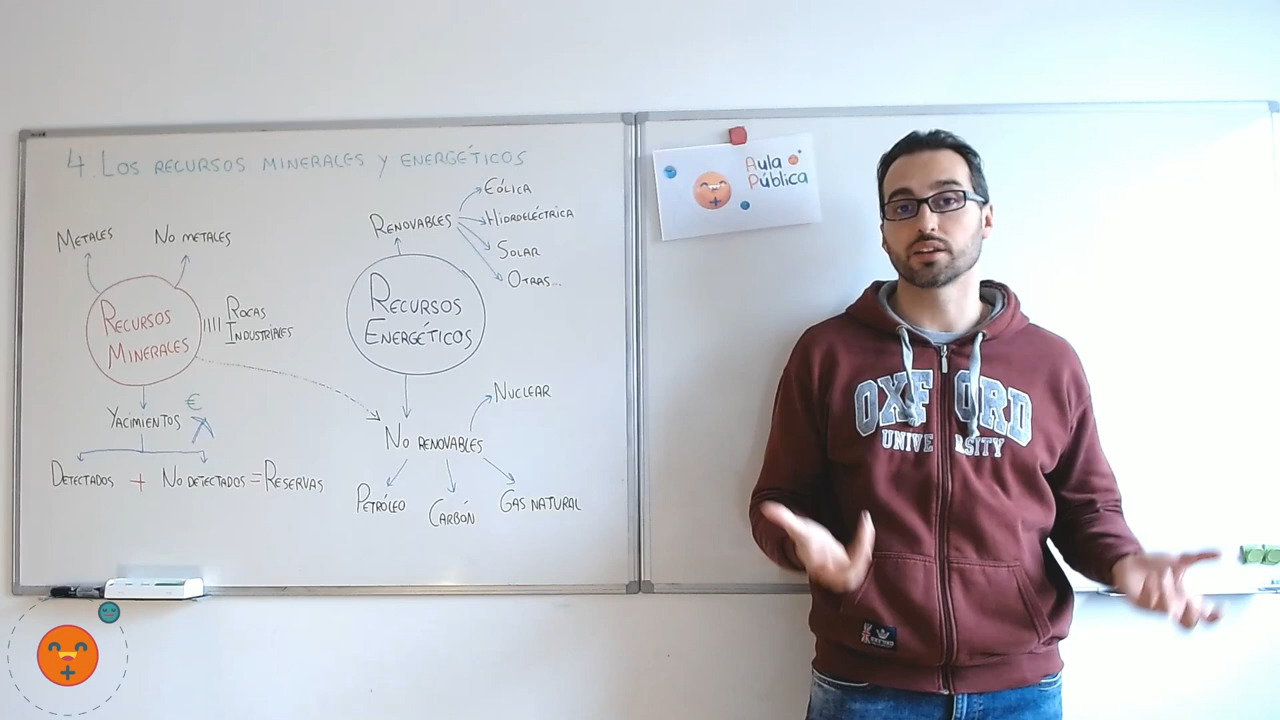 4. LOS RECURSOS MINERALES Y ENERGÉTICOS
METALES
NO METALES
RECURSOS
MINERALES
ROCAS
INDUSTRIALES
YACIMIENTOS
€
DETECTADOS + NO DETECTADOS = RESERVAS
RENOVABLES
EÓLICA
HIDROELÉCTRICA
SOLAR
OTRAS...
RECURSOS
ENERGÉTICOS
NO RENOVABLES
NUCLEAR
PETRÓLEO
CARBÓN
GAS NATURAL
Aula
Pública
OXFORD
UNIVERSITY